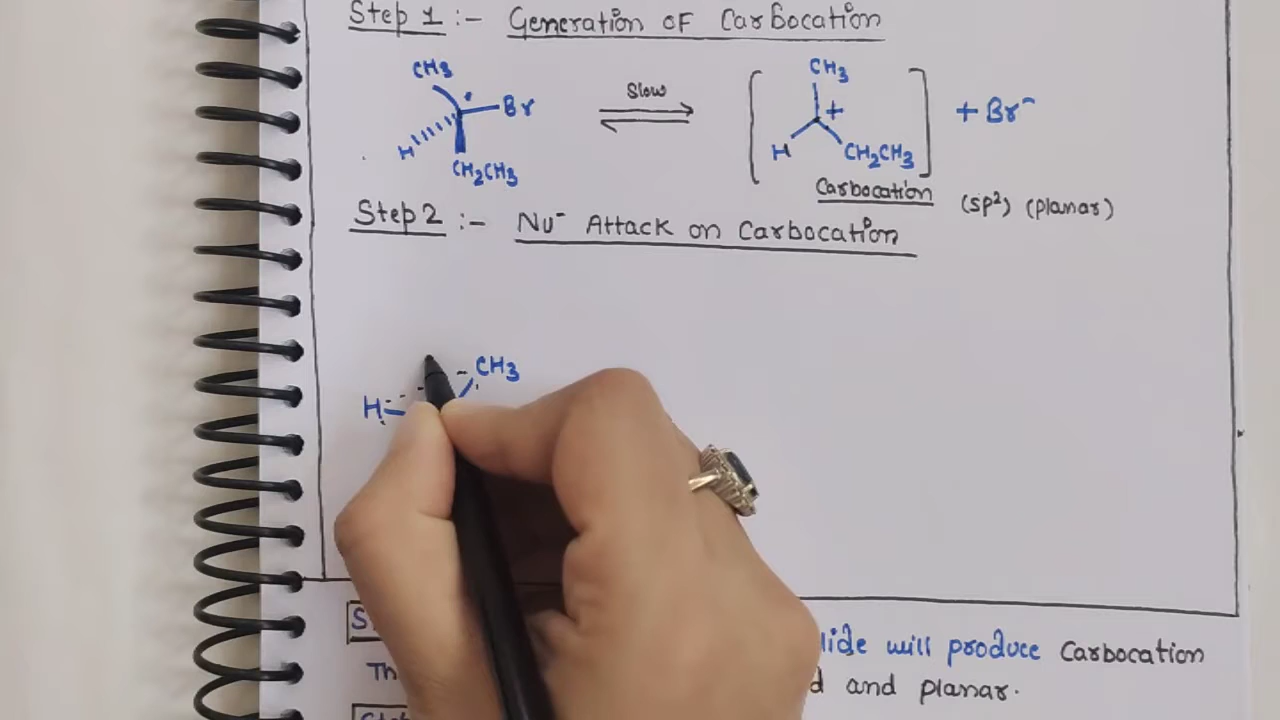 Step 1 :- Generation of Carbocation
CH3
Br
H
CH2CH3
Slow
CH3
+
H
CH2CH3
+ Br-
Carbocation (sp²) (planar)
Step 2 :- Nu- Attack on Carbocation
H
CH3
will produce Carbocation
and planar.